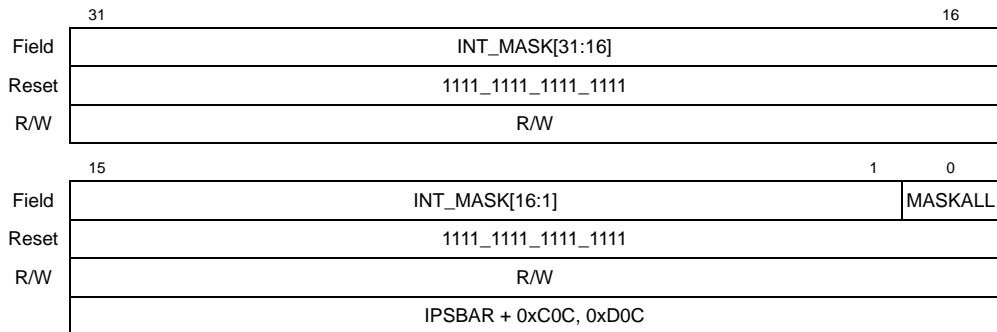 31 16
Field INT_MASK[31:16]
Reset 1111_1111_1111_1111
R/W R/W
15 1 0
Field INT_MASK[16:1] MASKALL
Reset 1111_1111_1111_1111
R/W R/W
IPSBAR + 0xC0C, 0xD0C